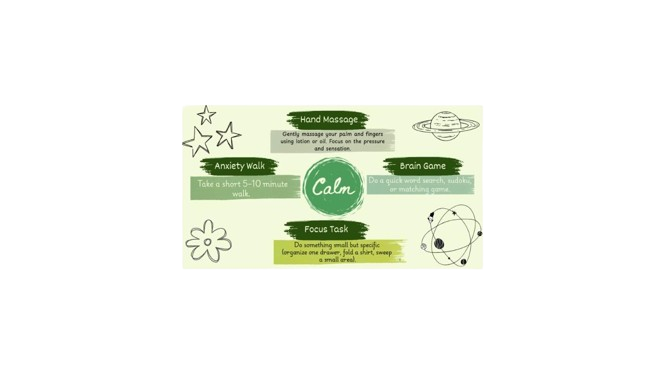 Hand Massage
Gently massage your palm and fingers
using lotion or oil. Focus on the pressure
and sensation.
Anxiety Walk
Take a short 5-10 minute
walk.
Calm
Brain Game
Do a quick word search, sudoku,
or matching game.
Focus Task
Do something small but specific
(organize one drawer, fold a shirt, sweep
a small area).